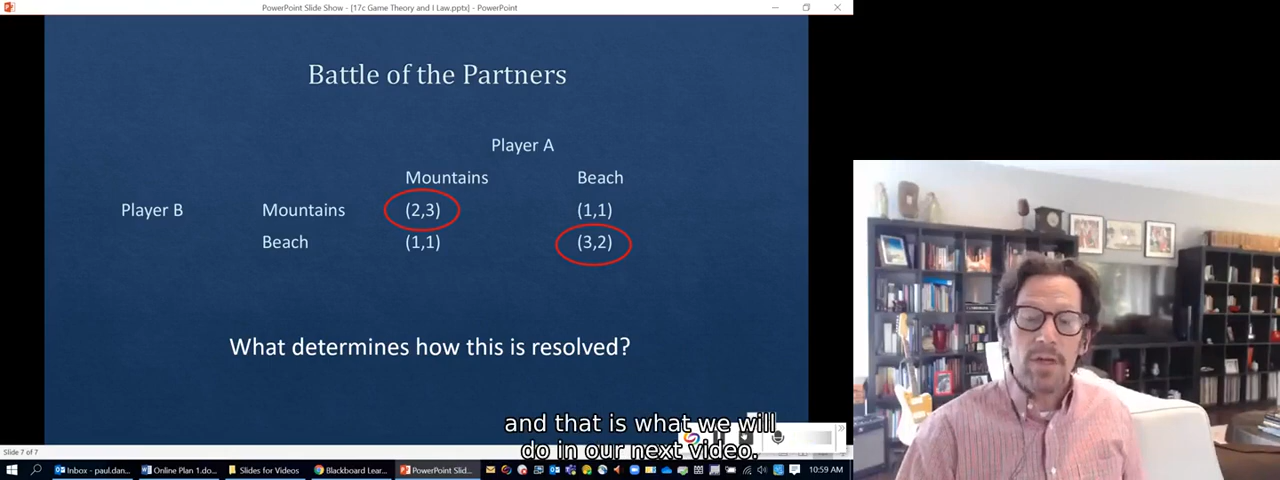 PowerPoint Slide Show - [17c Game Theory and I Law.pptx] - PowerPoint
Battle of the Partners
Player A
Mountains Beach
Player B Mountains (2,3) (1,1)
Beach (1,1) (3,2)
What determines how this is resolved?
and that is what we will
do in our next video.
Slide 7 of 7
Inbox - paul.dan... Online Plan 1.do... Slides for Videos Blackboard Lear... PowerPoint Slid... 10:59 AM